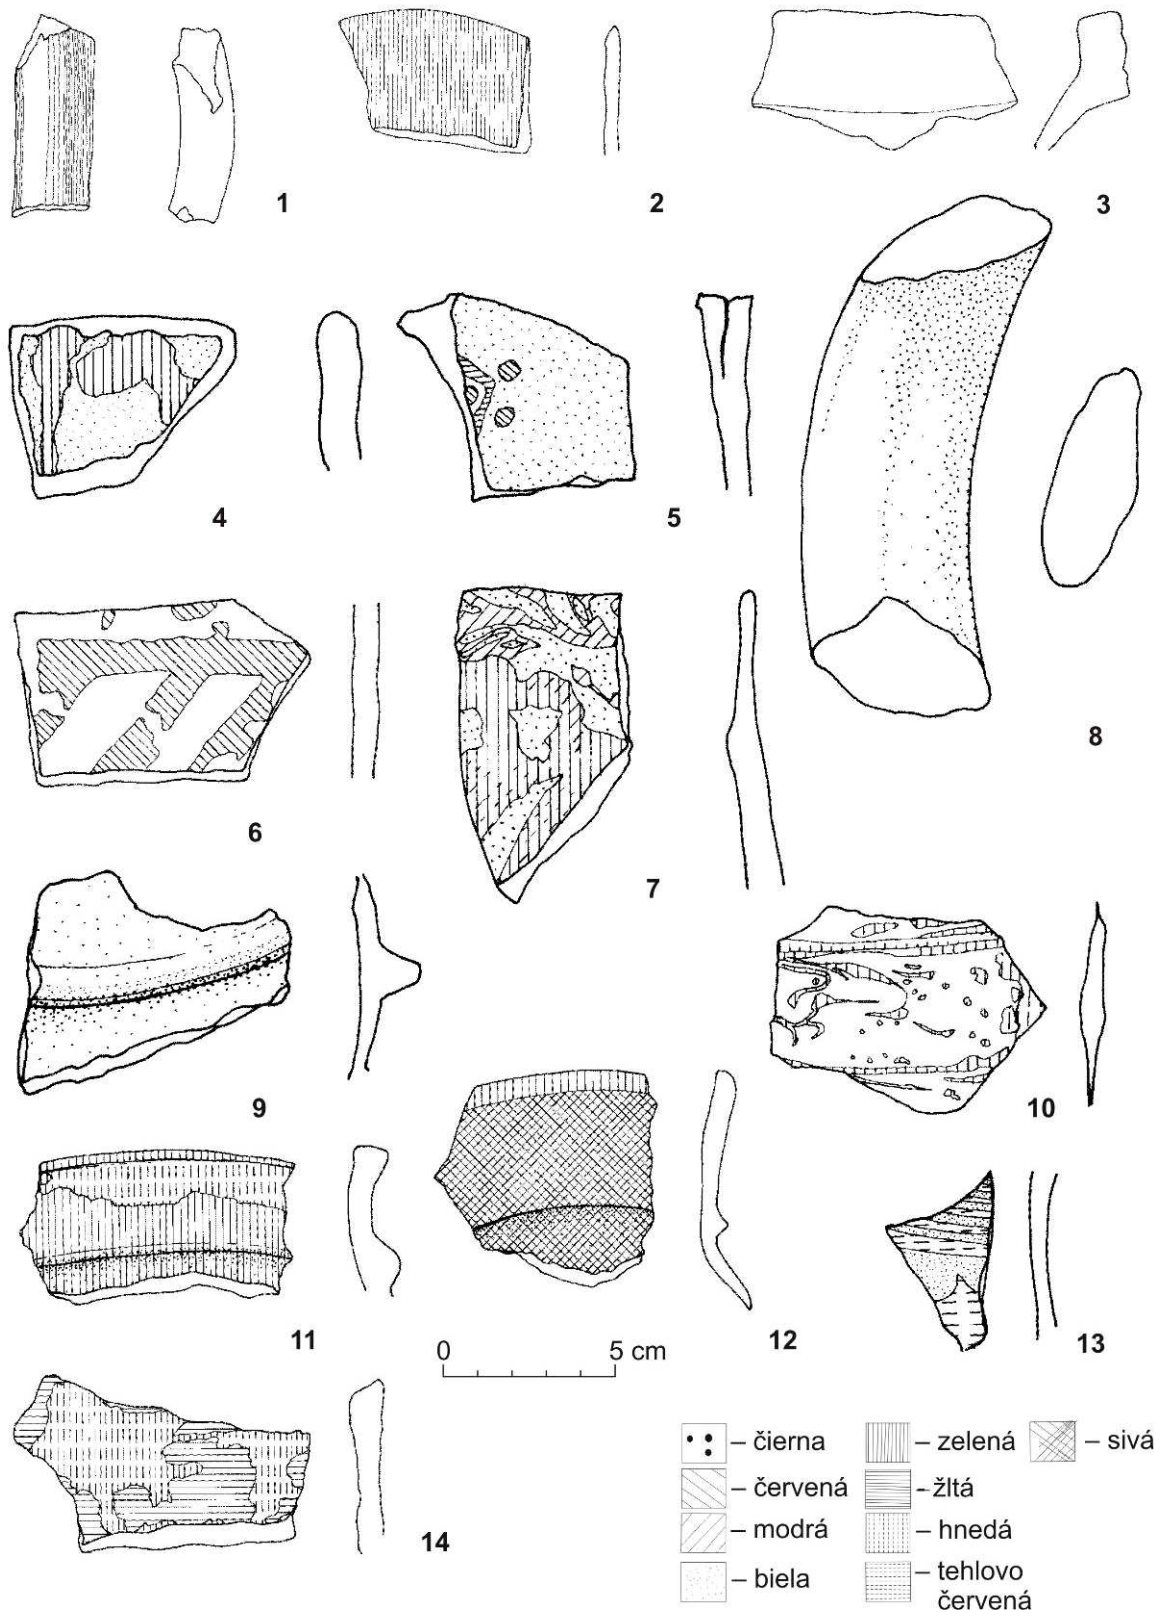 1
2
3
4
5
8
6
7
9
10
11
12
13
0 5 cm
14
– čierna
– červená
– modrá
– biela
– zelená
- žltá
– hnedá
– tehlovo
červená
– sivá